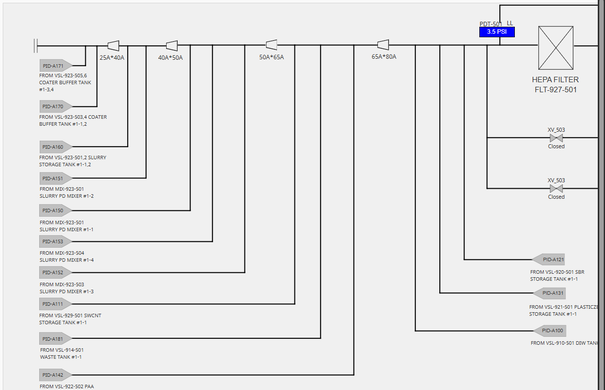 PDT-501 LL
3.5 PSI
25A*40A
40A*50A
50A*65A
65A*80A
HEPA FILTER
FLT-927-501
PID-A171
FROM VSL-923-505,6
COATER BUFFER TANK
#1-3,4
PID-A170
FROM VSL-923-503,4 COATER
BUFFER TANK #1-1,2
PID-A160
FROM VSL-923-501,2 SLURRY
STORAGE TANK #1-1,2
PID-A151
FROM MIX-923-501
SLURRY PD MIXER #1-2
PID-A150
FROM MIX-923-501
SLURRY PD MIXER #1-1
PID-A153
FROM MIX-923-504
SLURRY PD MIXER #1-4
PID-A152
FROM MIX-923-503
SLURRY PD MIXER #1-3
PID-A111
FROM VSL-929-501 SWCNT
STORAGE TANK #1-1
PID-A181
FROM VSL-914-501
WASTE TANK #1-1
PID-A142
FROM VSL-922-502 PAA
XV_503
Closed
XV_503
Closed
PID-A121
FROM VSL-920-501 SBR
STORAGE TANK #1-1
PID-A131
FROM VSL-921-501 PLASTICIZ
STORAGE TANK #1-1
PID-A100
FROM VSL-910-501 DIW TANK